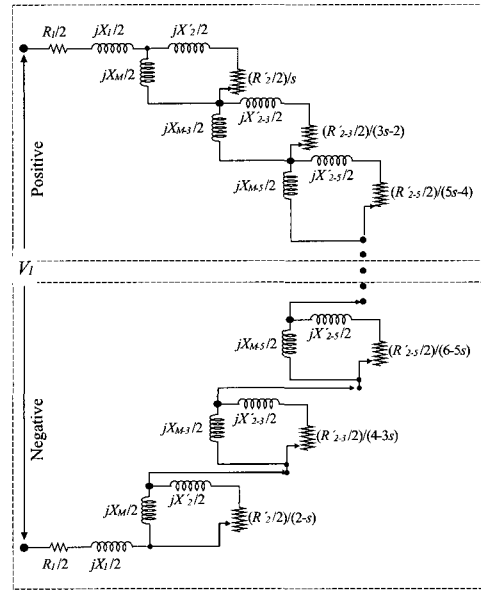 R1/2 jX1/2 jX´2/2
jXM/2 (R´2/2)/s
jXM-3/2 jX´2-3/2 (R´2-3/2)/(3s-2)
jXM-5/2 jX´2-5/2 (R´2-5/2)/(5s-4)
Positive
V1
Negative
jXM-5/2 jX´2-5/2 (R´2-5/2)/(6-5s)
jXM-3/2 jX´2-3/2 (R´2-3/2)/(4-3s)
jXM/2 jX´2/2 (R´2/2)/(2-s)
R1/2 jX1/2